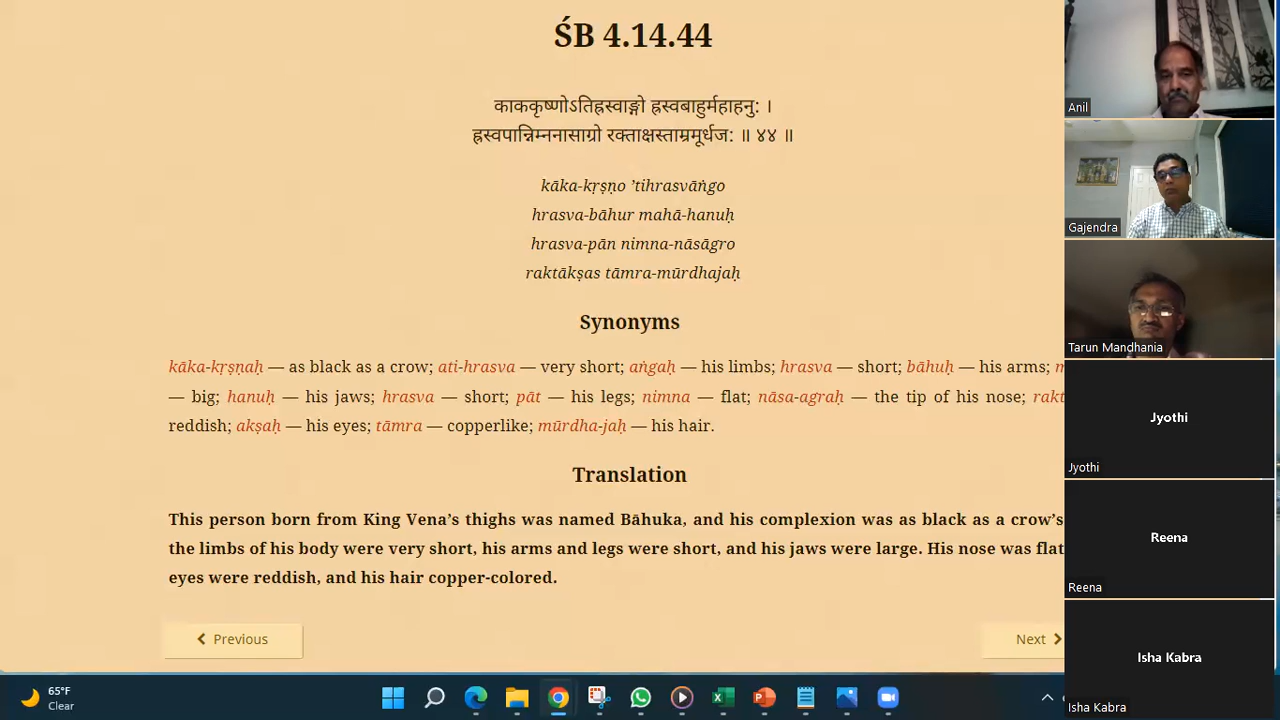 ŚB 4.14.44
काककृष्णोऽतिह्रस्वाङ्गो ह्रस्वबाहुर्महाहनु: ।
ह्रस्वपान्निम्ननासाग्रो रक्ताक्षस्ताम्रमूर्धज: ॥ ४४ ॥
kāka-kṛṣṇo ’tihrasvāṅgo
hrasva-bāhur mahā-hanuḥ
hrasva-pān nimna-nāsāgro
raktākṣas tāmra-mūrdhajaḥ
Synonyms
kāka-kṛṣṇaḥ — as black as a crow; ati-hrasva — very short; aṅgaḥ — his limbs; hrasva — short; bāhuḥ — his arms;
— big; hanuḥ — his jaws; hrasva — short; pāt — his legs; nimna — flat; nāsa-agraḥ — the tip of his nose; rakt
reddish; akṣaḥ — his eyes; tāmra — copperlike; mūrdha-jaḥ — his hair.
Translation
This person born from King Vena’s thighs was named Bāhuka, and his complexion was as black as a crow’s
the limbs of his body were very short, his arms and legs were short, and his jaws were large. His nose was flat
eyes were reddish, and his hair copper-colored.
Previous
Next
Anil
Gajendra
Tarun Mandhania
Jyothi
Jyothi
Reena
Reena
Isha Kabra
Isha Kabra
65°F
Clear